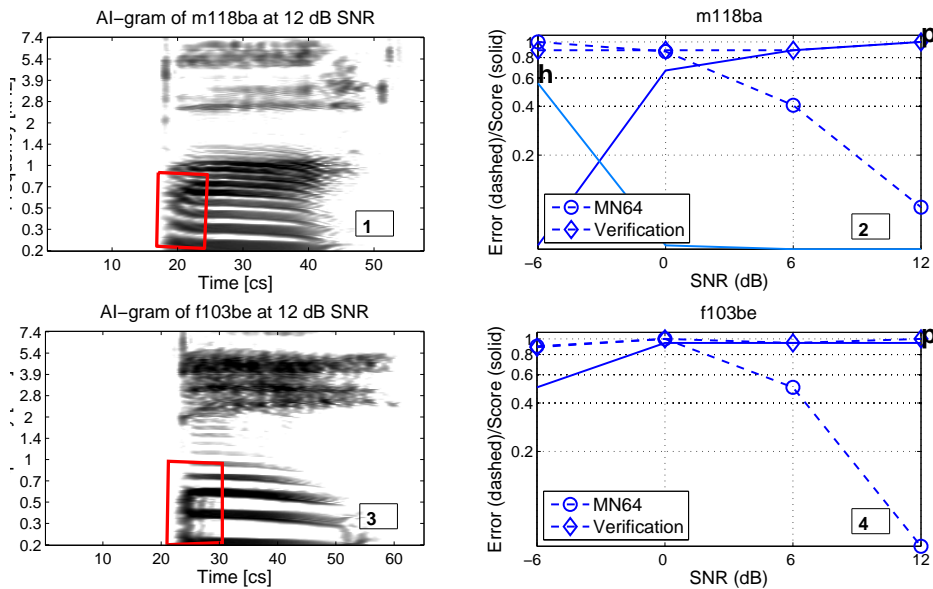 AI−gram of m118ba at 12 dB SNR
7.4
5.4
3.9
2.8
2
1.4
1
0.7
0.5
0.3
0.2
1
10 20 30 40 50
Time [cs]
m118ba
Error (dashed)/Score (solid)
1
0.8
0.6
0.4
0.2
h
p
MN64
Verification
2
−6 0 6 12
SNR (dB)
AI−gram of f103be at 12 dB SNR
7.4
5.4
3.9
2.8
2
1.4
1
0.7
0.5
0.3
0.2
3
10 20 30 40 50 60
Time [cs]
f103be
Error (dashed)/Score (solid)
1
0.8
0.6
0.4
0.2
p
MN64
Verification
4
−6 0 6 12
SNR (dB)